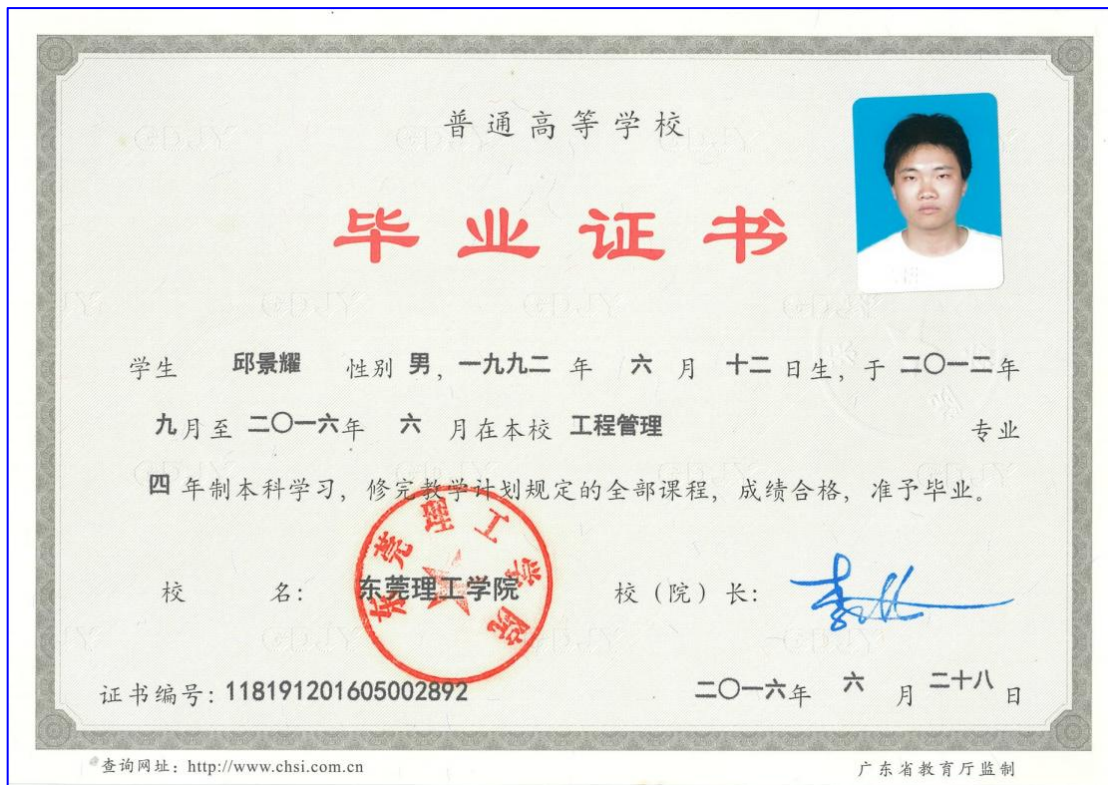 普通高等学校
毕业证书
学生 邱景耀 性别 男，一九九二 年 六 月 十二 日生，于 二〇一二年
九月至 二〇一六年 六 月在本校 工程管理 专业
四 年制本科学习，修完教学计划规定的全部课程，成绩合格，准予毕业。
东莞理工学院
校 名： 东莞理工学院 校（院）长：
证书编号：118191201605002892 二〇一六年 六 月 二十八 日
查询网址：http://www.chsi.com.cn 广东省教育厅监制